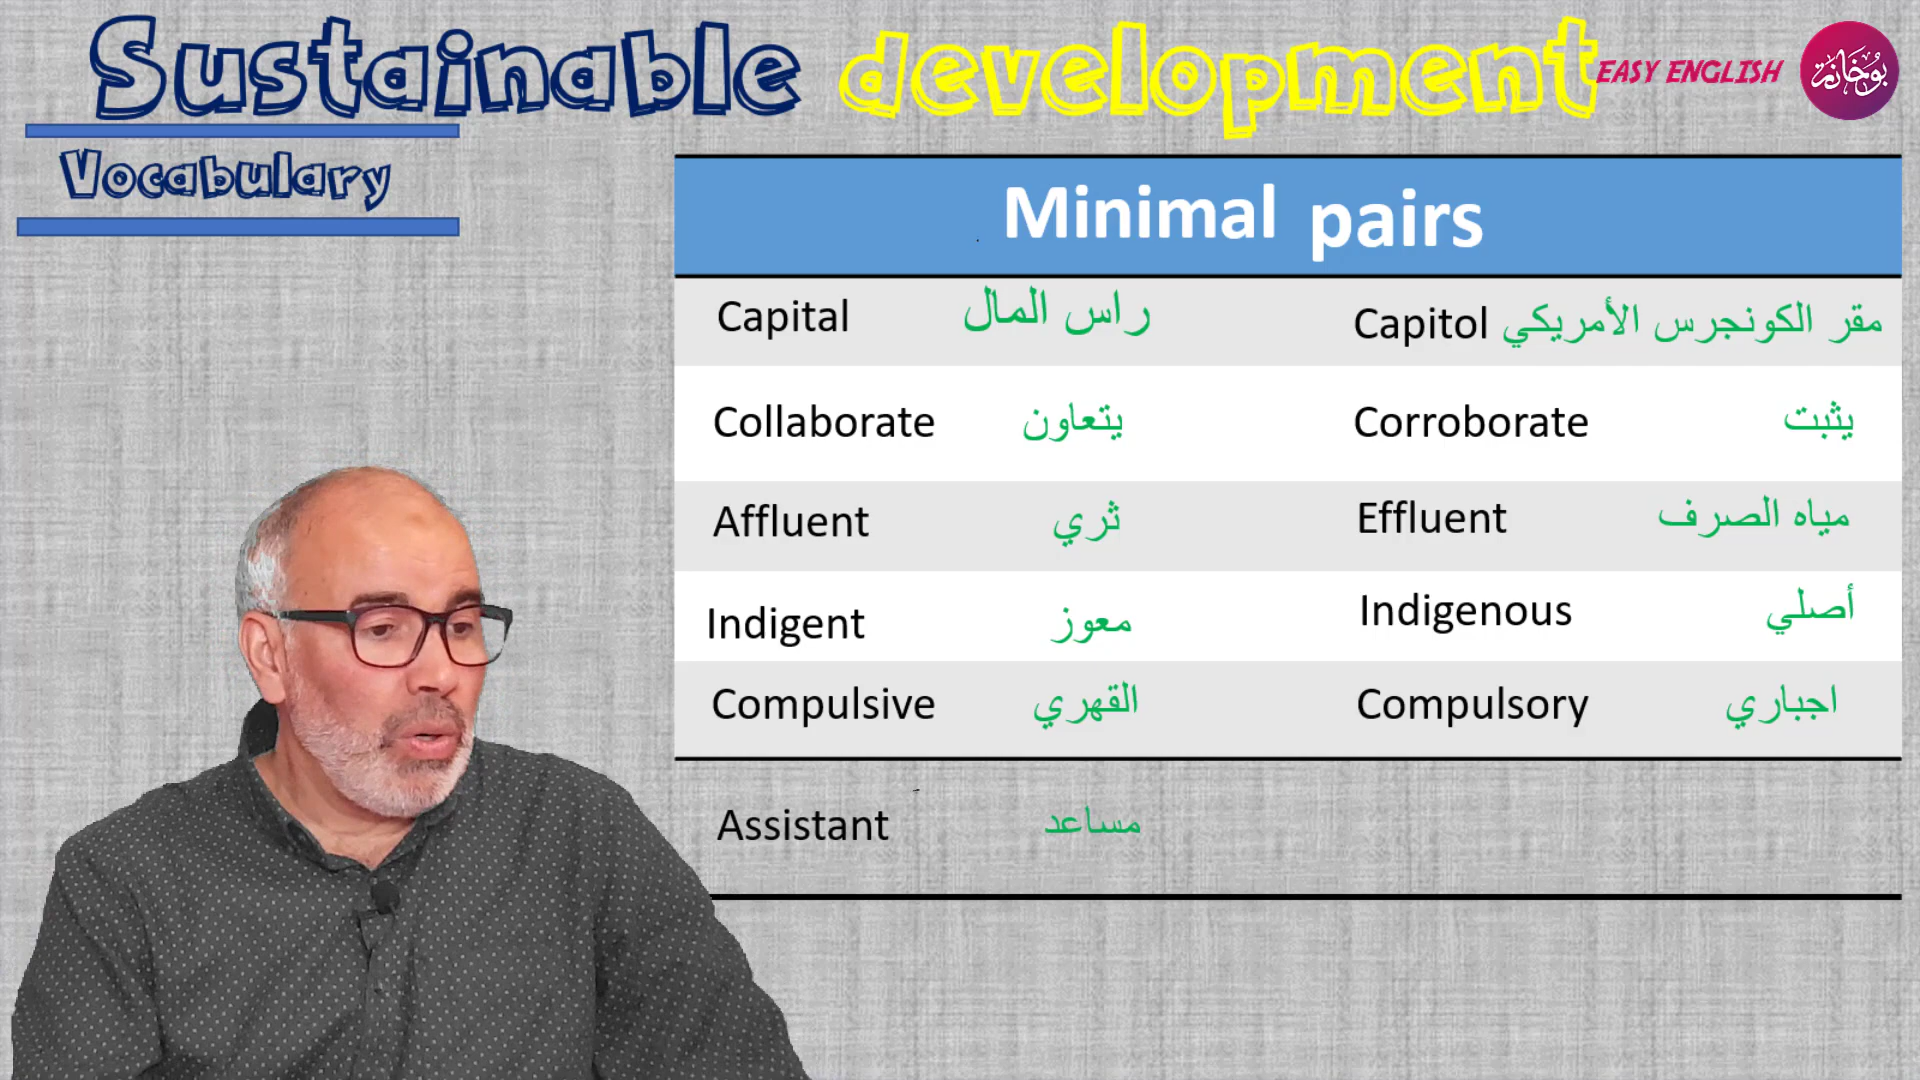 Sustainable development
EASY ENGLISH
بوخازمة
Vocabulary
Minimal pairs
Capital راس المال Capitol مقر الكونجرس الأمريكي
Collaborate يتعاون Corroborate يثبت
Affluent ثري Effluent مياه الصرف
Indigent معوز Indigenous أصلي
Compulsive القهري Compulsory اجباري
Assistant مساعد